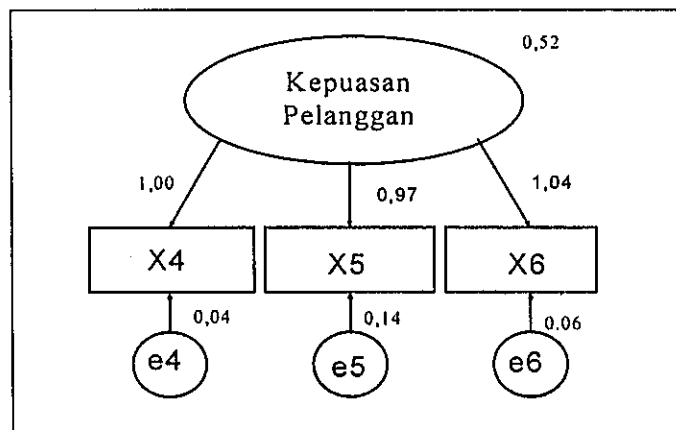 0,52
Kepuasan
Pelanggan
1,00
0,97
1,04
X4
X5
X6
0,04
0,14
0.06
e4
e5
e6